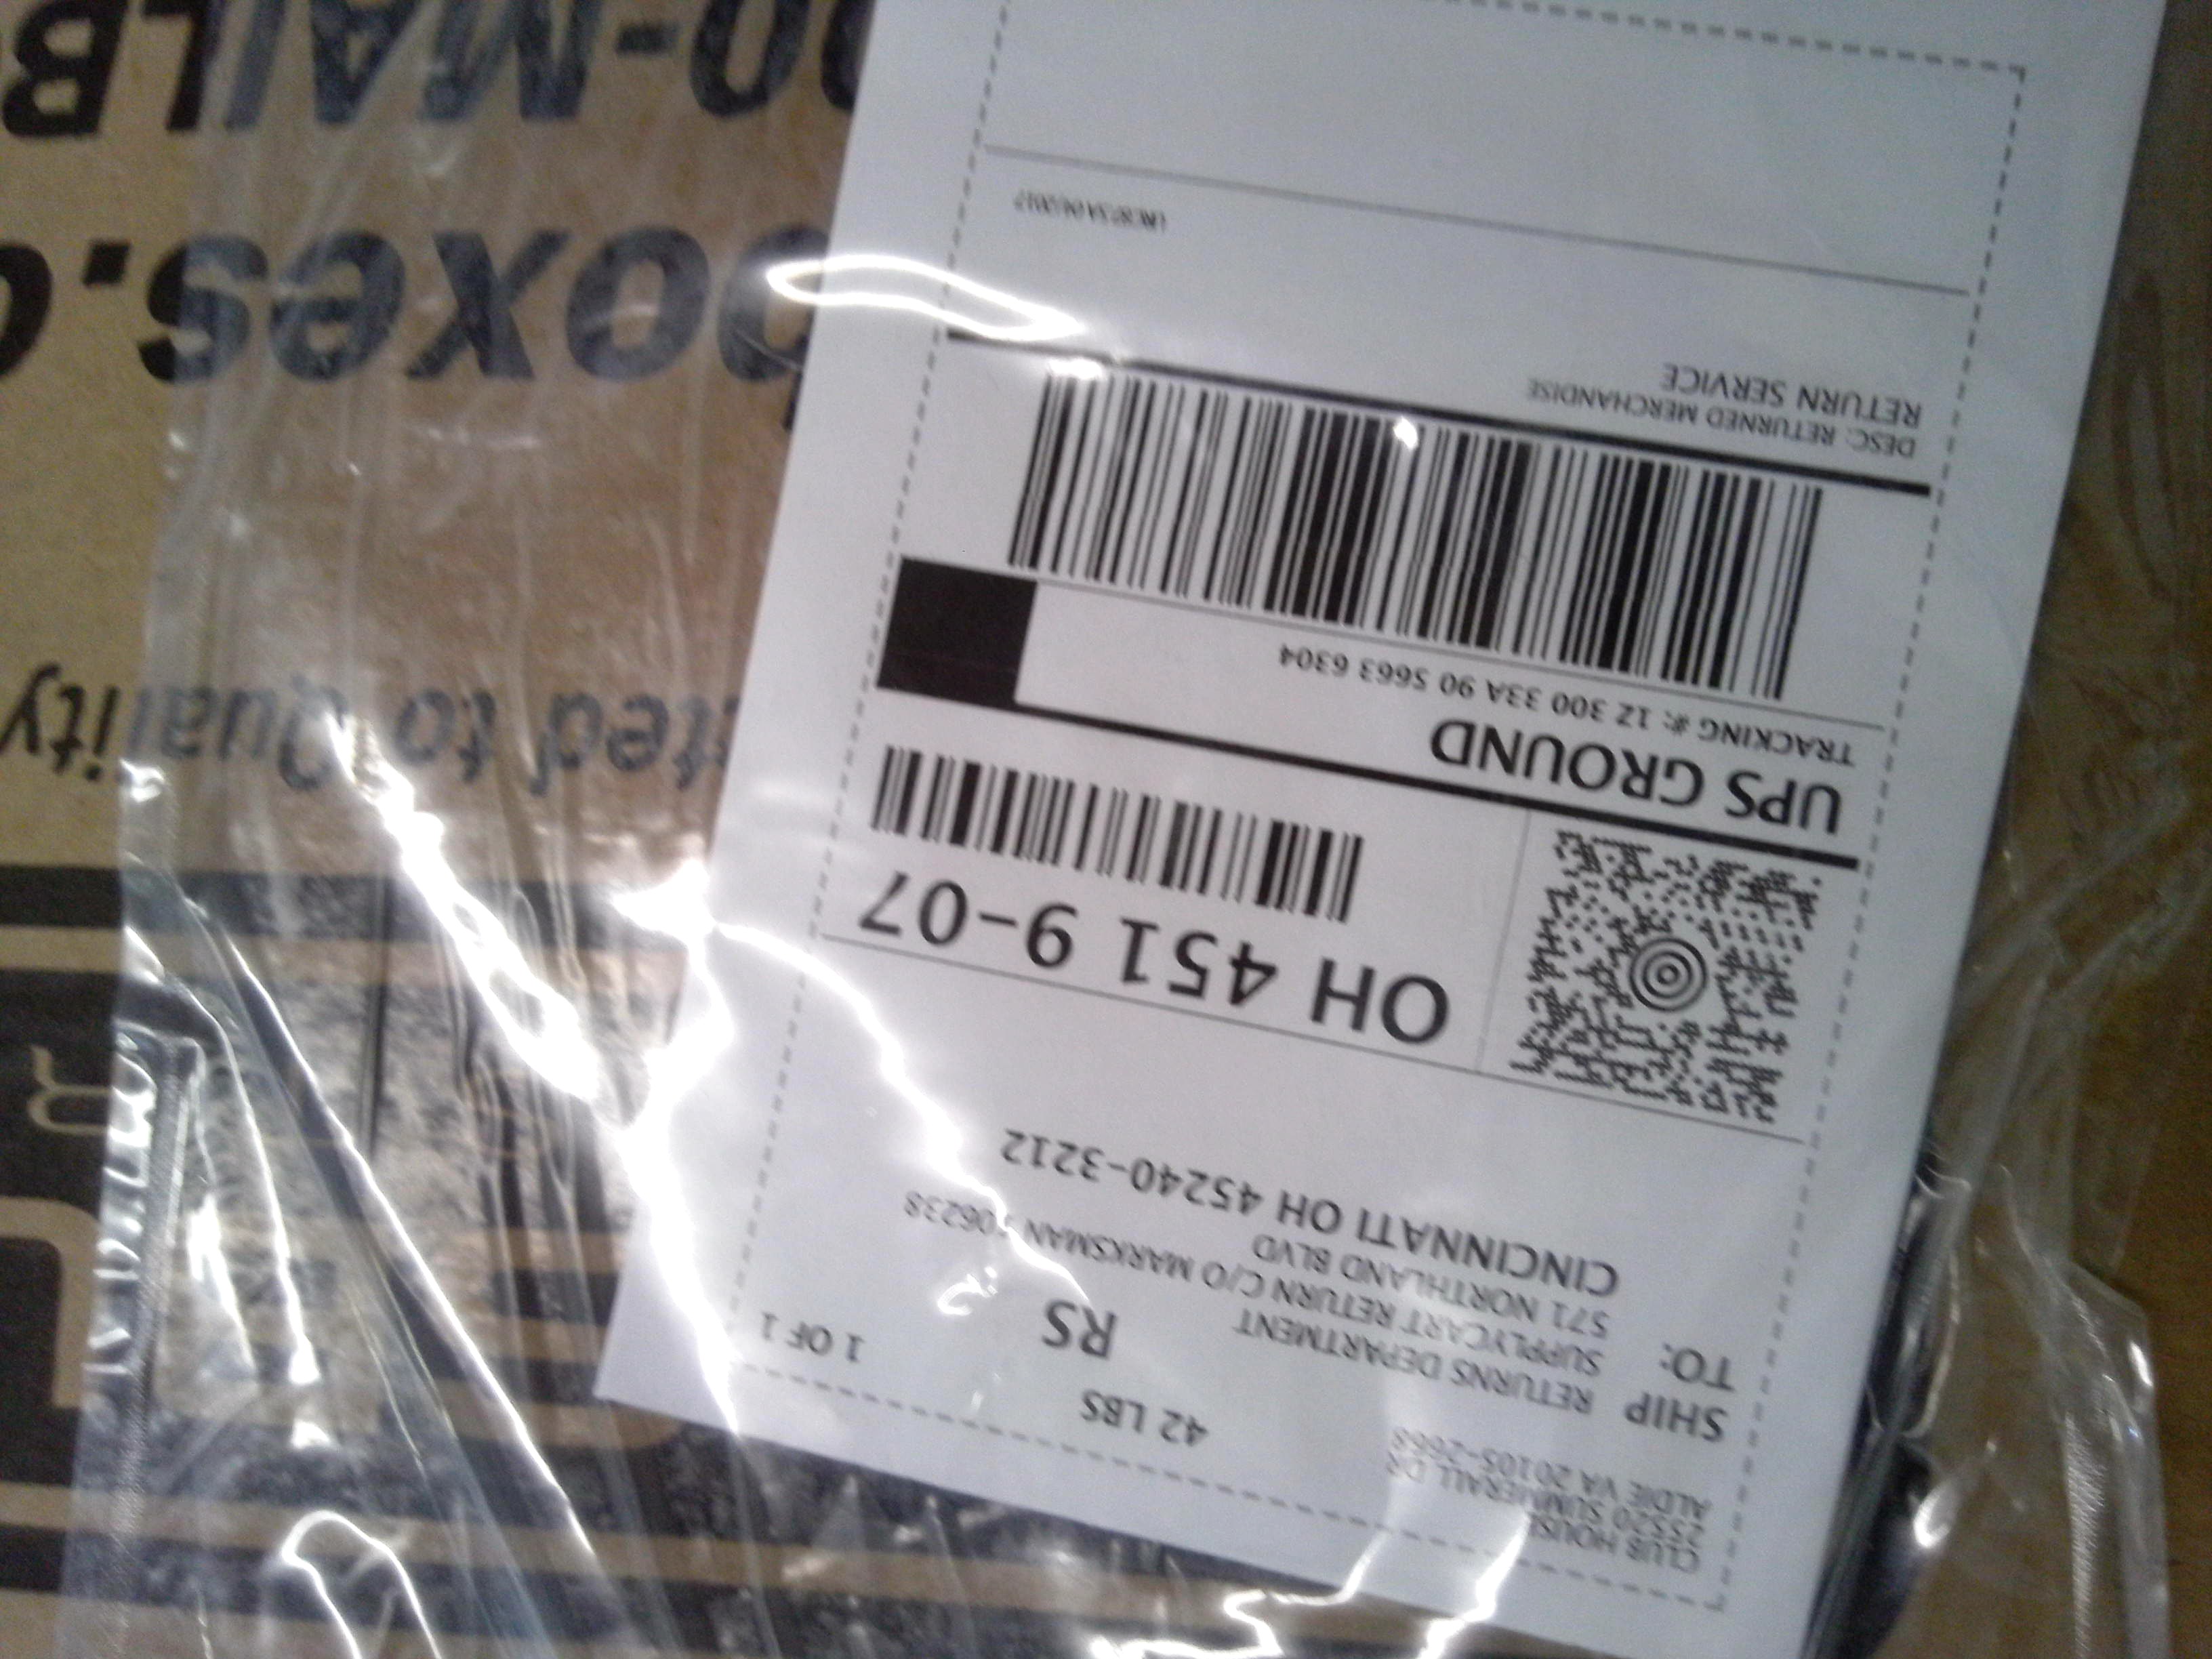 CLUB HOUSE
25520 SUMMERALL DR
ALDIE VA 20105-2668
42 LBS
1 OF 1
RS
SHIP
TO:
RETURNS DEPARTMENT
SUPPLYCART RETURN C/O MARKSMAN 06238
571 NORTHLAND BLVD
CINCINNATI OH 45240-3212
OH 451 9-07
UPS GROUND
TRACKING #: 1Z 300 33A 90 5663 6304
DESC: RETURNED MERCHANDISE
RETURN SERVICE
ted to Quality
boxes.c
00-MAILB